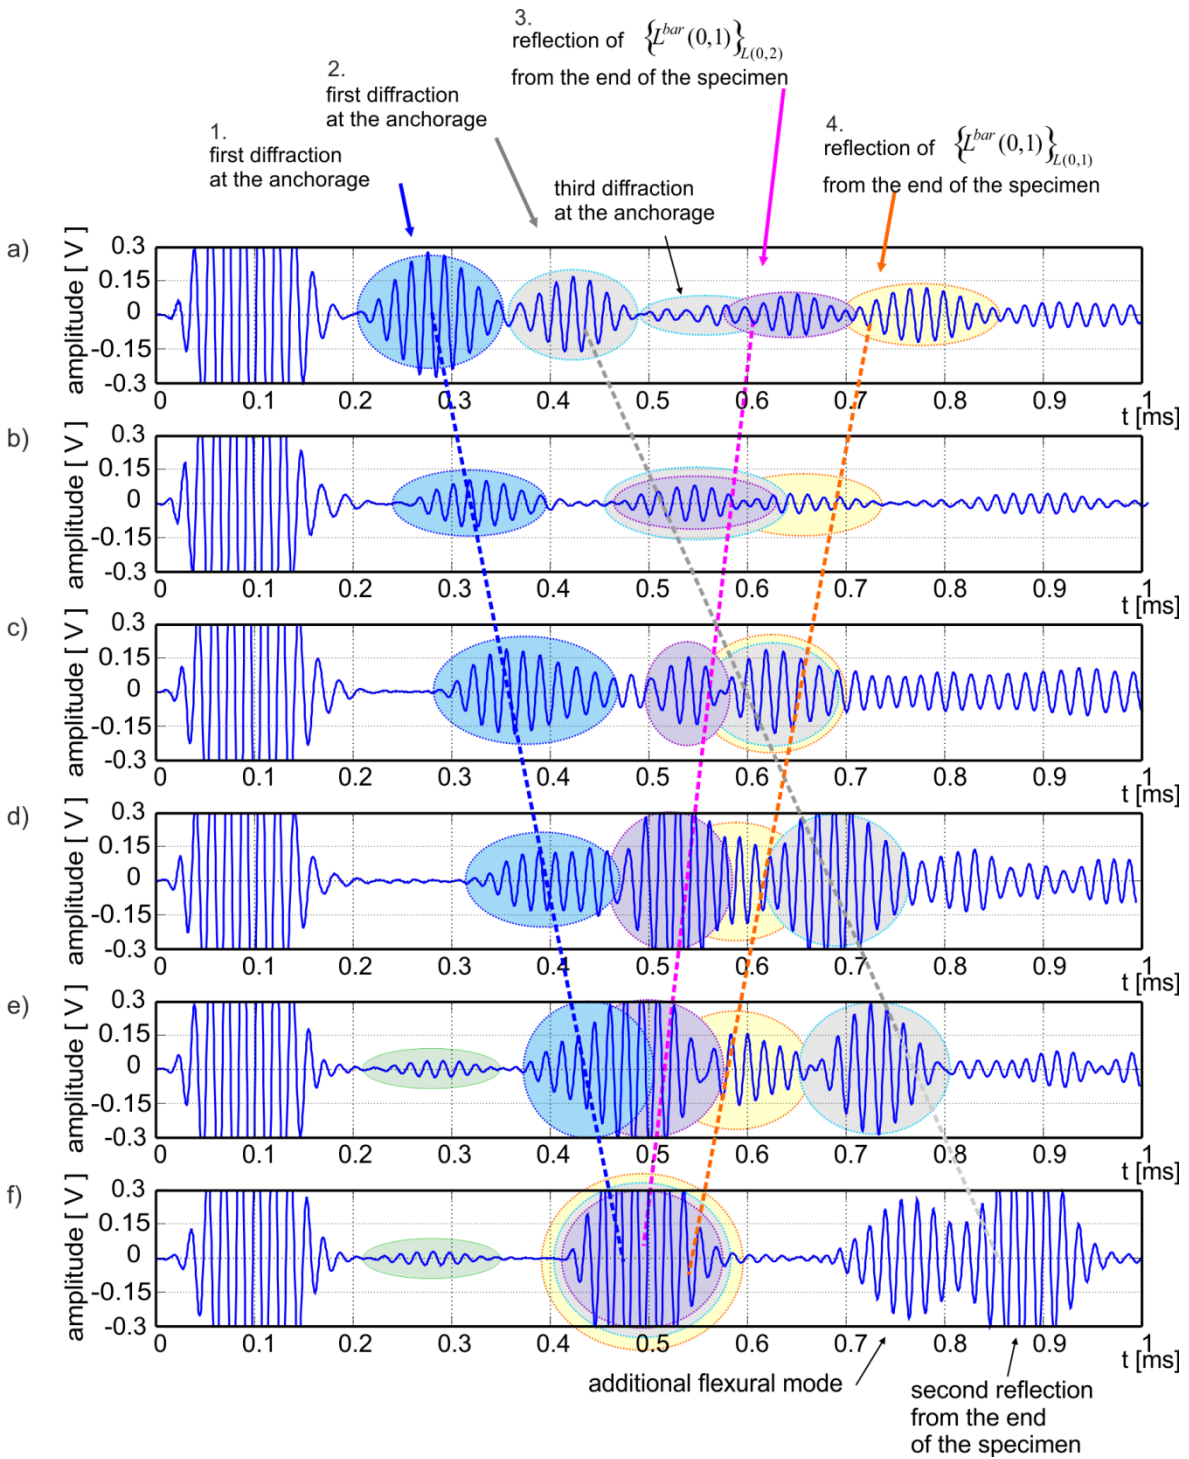 3.
reflection of {L^bar (0,1)}_L(0,2)
from the end of the specimen
2.
first diffraction
at the anchorage
4.
reflection of {L^bar (0,1)}_L(0,1)
from the end of the specimen
1.
first diffraction
at the anchorage
third diffraction
at the anchorage
a)
amplitude [ V]
0.3
0.15
0
-0.15
-0.3
0 0.1 0.2 0.3 0.4 0.5 0.6 0.7 0.8 0.9 1
t [ms]
b)
amplitude [ V]
0.3
0.15
0
-0.15
-0.3
0 0.1 0.2 0.3 0.4 0.5 0.6 0.7 0.8 0.9 1
t [ms]
c)
amplitude [ V]
0.3
0.15
0
-0.15
-0.3
0 0.1 0.2 0.3 0.4 0.5 0.6 0.7 0.8 0.9 1
t [ms]
d)
amplitude [ V]
0.3
0.15
0
-0.15
-0.3
0 0.1 0.2 0.3 0.4 0.5 0.6 0.7 0.8 0.9 1
t [ms]
e)
amplitude [ V]
0.3
0.15
0
-0.15
-0.3
0 0.1 0.2 0.3 0.4 0.5 0.6 0.7 0.8 0.9 1
t [ms]
f)
amplitude [ V]
0.3
0.15
0
-0.15
-0.3
0 0.1 0.2 0.3 0.4 0.5 0.6 0.7 0.8 0.9 1
t [ms]
additional flexural mode
second reflection
from the end
of the specimen